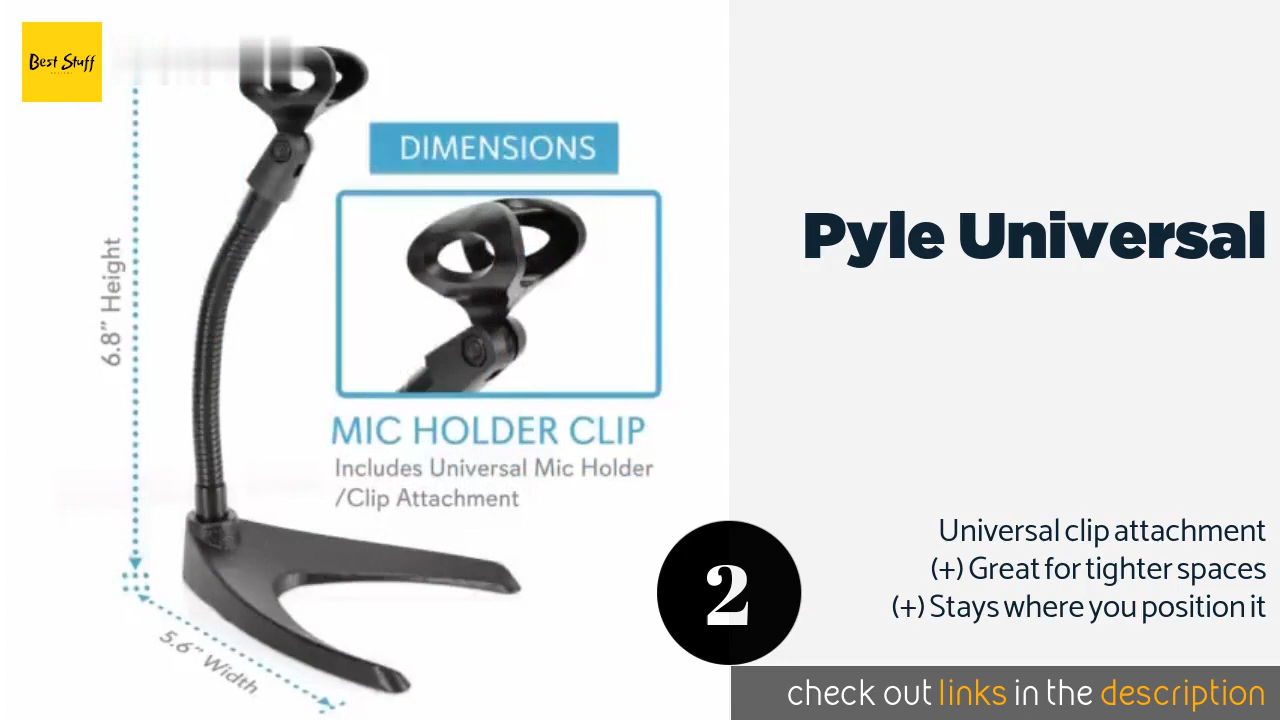 Best Stuff
DIMENSIONS
Pyle Universal
6.8” Height
MIC HOLDER CLIP
Includes Universal Mic Holder
/Clip Attachment
5.6” Width
2
Universal clip attachment
(+) Great for tighter spaces
(+) Stays where you position it
check out links in the description